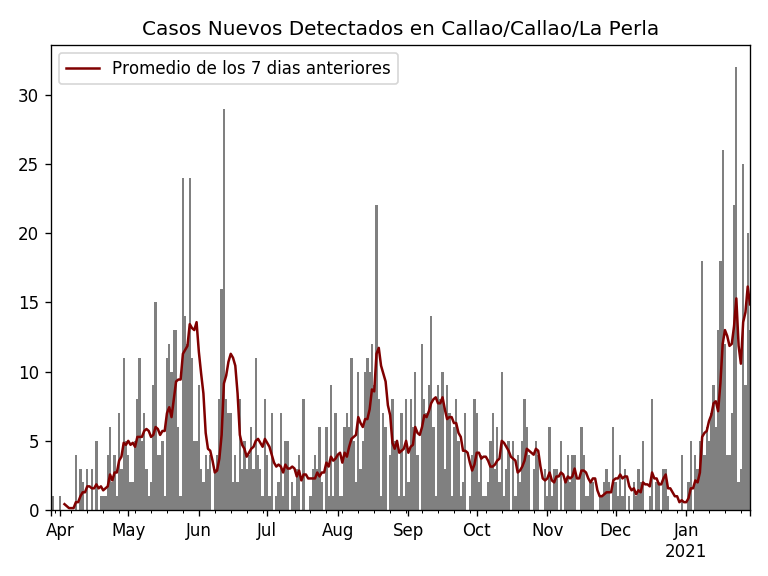 Casos Nuevos Detectados en Callao/Callao/La Perla
Promedio de los 7 dias anteriores
30
25
20
15
10
5
0
Apr May Jun Jul Aug Sep Oct Nov Dec Jan
2021